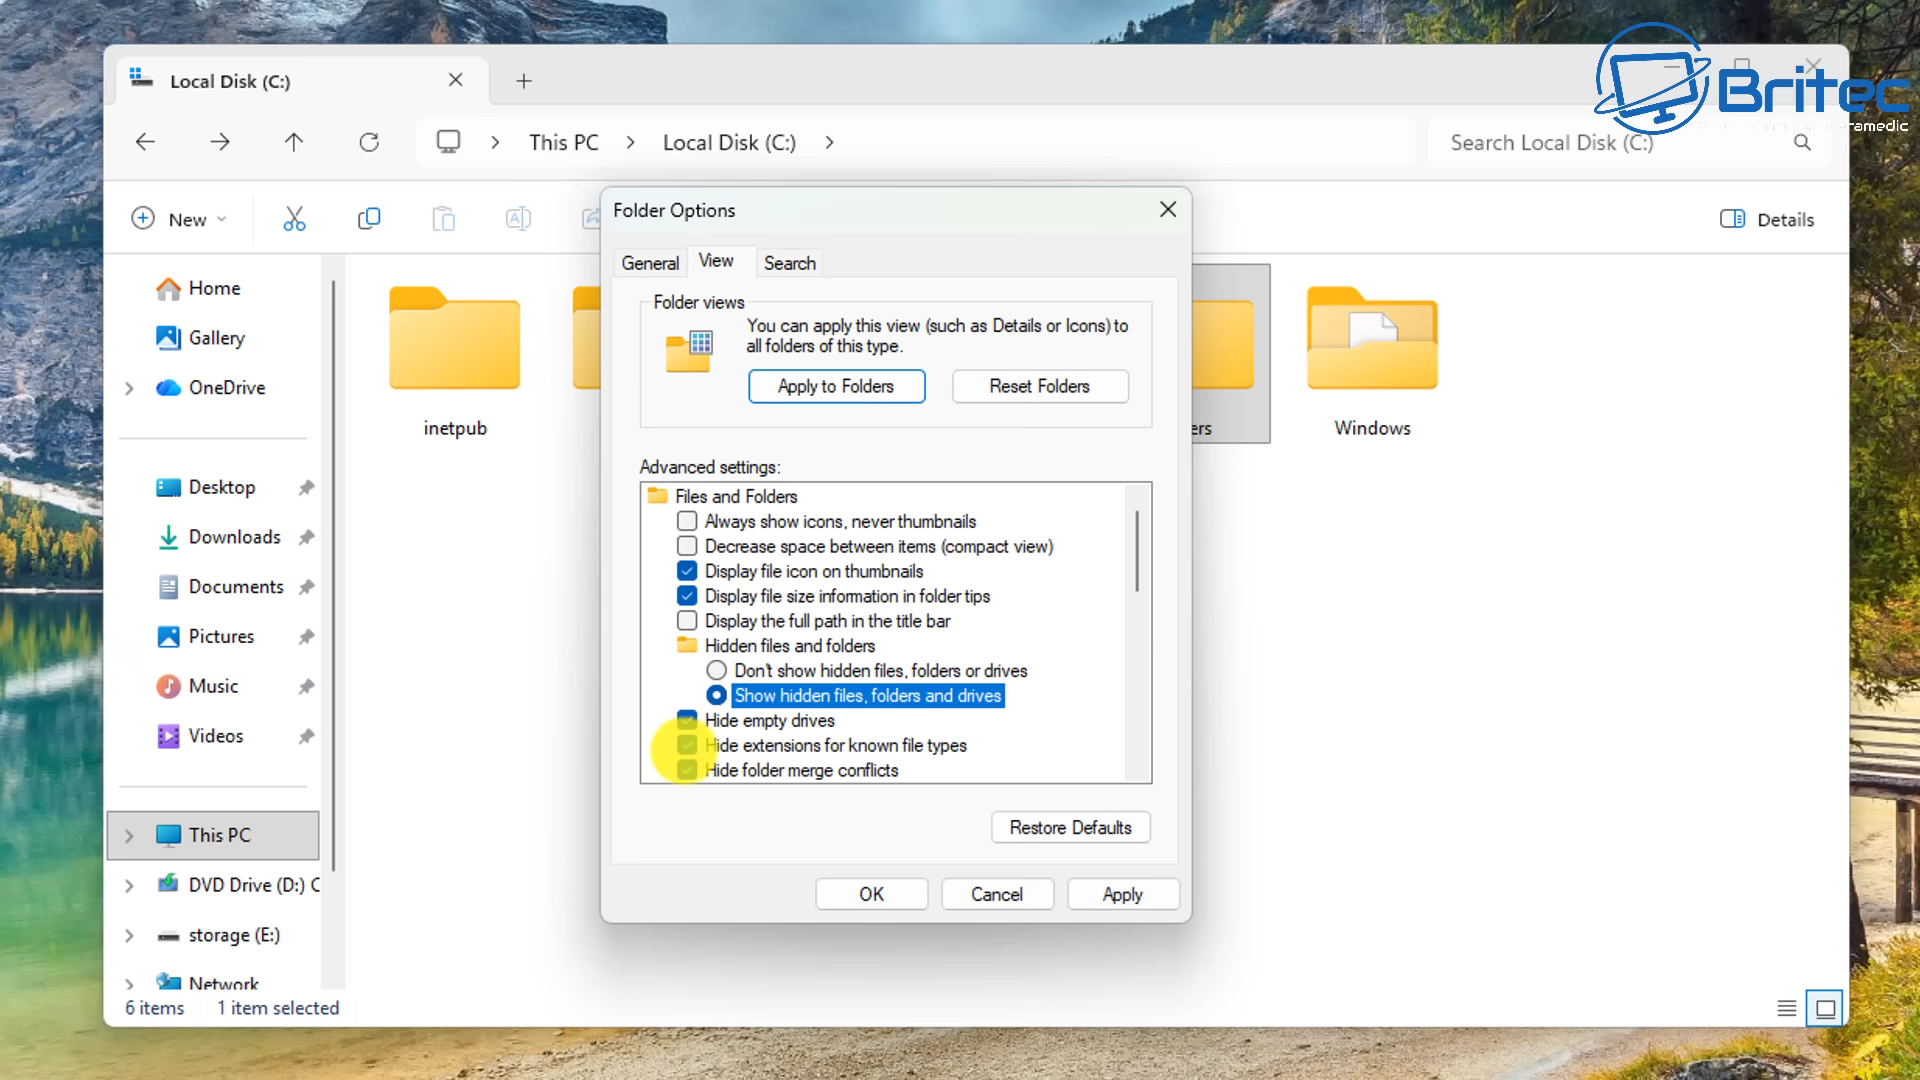 Local Disk (C:)
Britec
This PC
Local Disk (C:)
Search Local Disk (C:)
New
Details
Folder Options
General
View
Search
Folder views
You can apply this view (such as Details or Icons) to
all folders of this type.
Apply to Folders
Reset Folders
Advanced settings:
Files and Folders
Always show icons, never thumbnails
Decrease space between items (compact view)
Display file icon on thumbnails
Display file size information in folder tips
Display the full path in the title bar
Hidden files and folders
Don't show hidden files, folders or drives
Show hidden files, folders and drives
Hide empty drives
Hide extensions for known file types
Hide folder merge conflicts
Restore Defaults
OK
Cancel
Apply
Home
Gallery
OneDrive
Desktop
Downloads
Documents
Pictures
Music
Videos
This PC
DVD Drive (D:) C
storage (E:)
Network
inetpub
ers
Windows
6 items
1 item selected